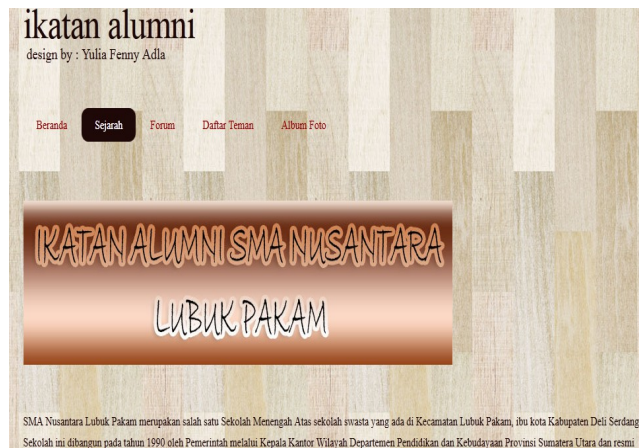 ikatan alumni
design by : Yulia Fenny Adla
Beranda Sejarah Forum Daftar Teman Album Foto
IKATAN ALUMNI SMA NUSANTARA
LUBUK PAKAM
SMA Nusantara Lubuk Pakam merupakan salah satu Sekolah Menengah Atas sekolah swasta yang ada di Kecamatan Lubuk Pakam, ibu kota Kabupaten Deli Serdang
Sekolah ini dibangun pada tahun 1990 oleh Pemerintah melalui Kepala Kantor Wilayah Departemen Pendidikan dan Kebudayaan Provinsi Sumatera Utara dan resmi